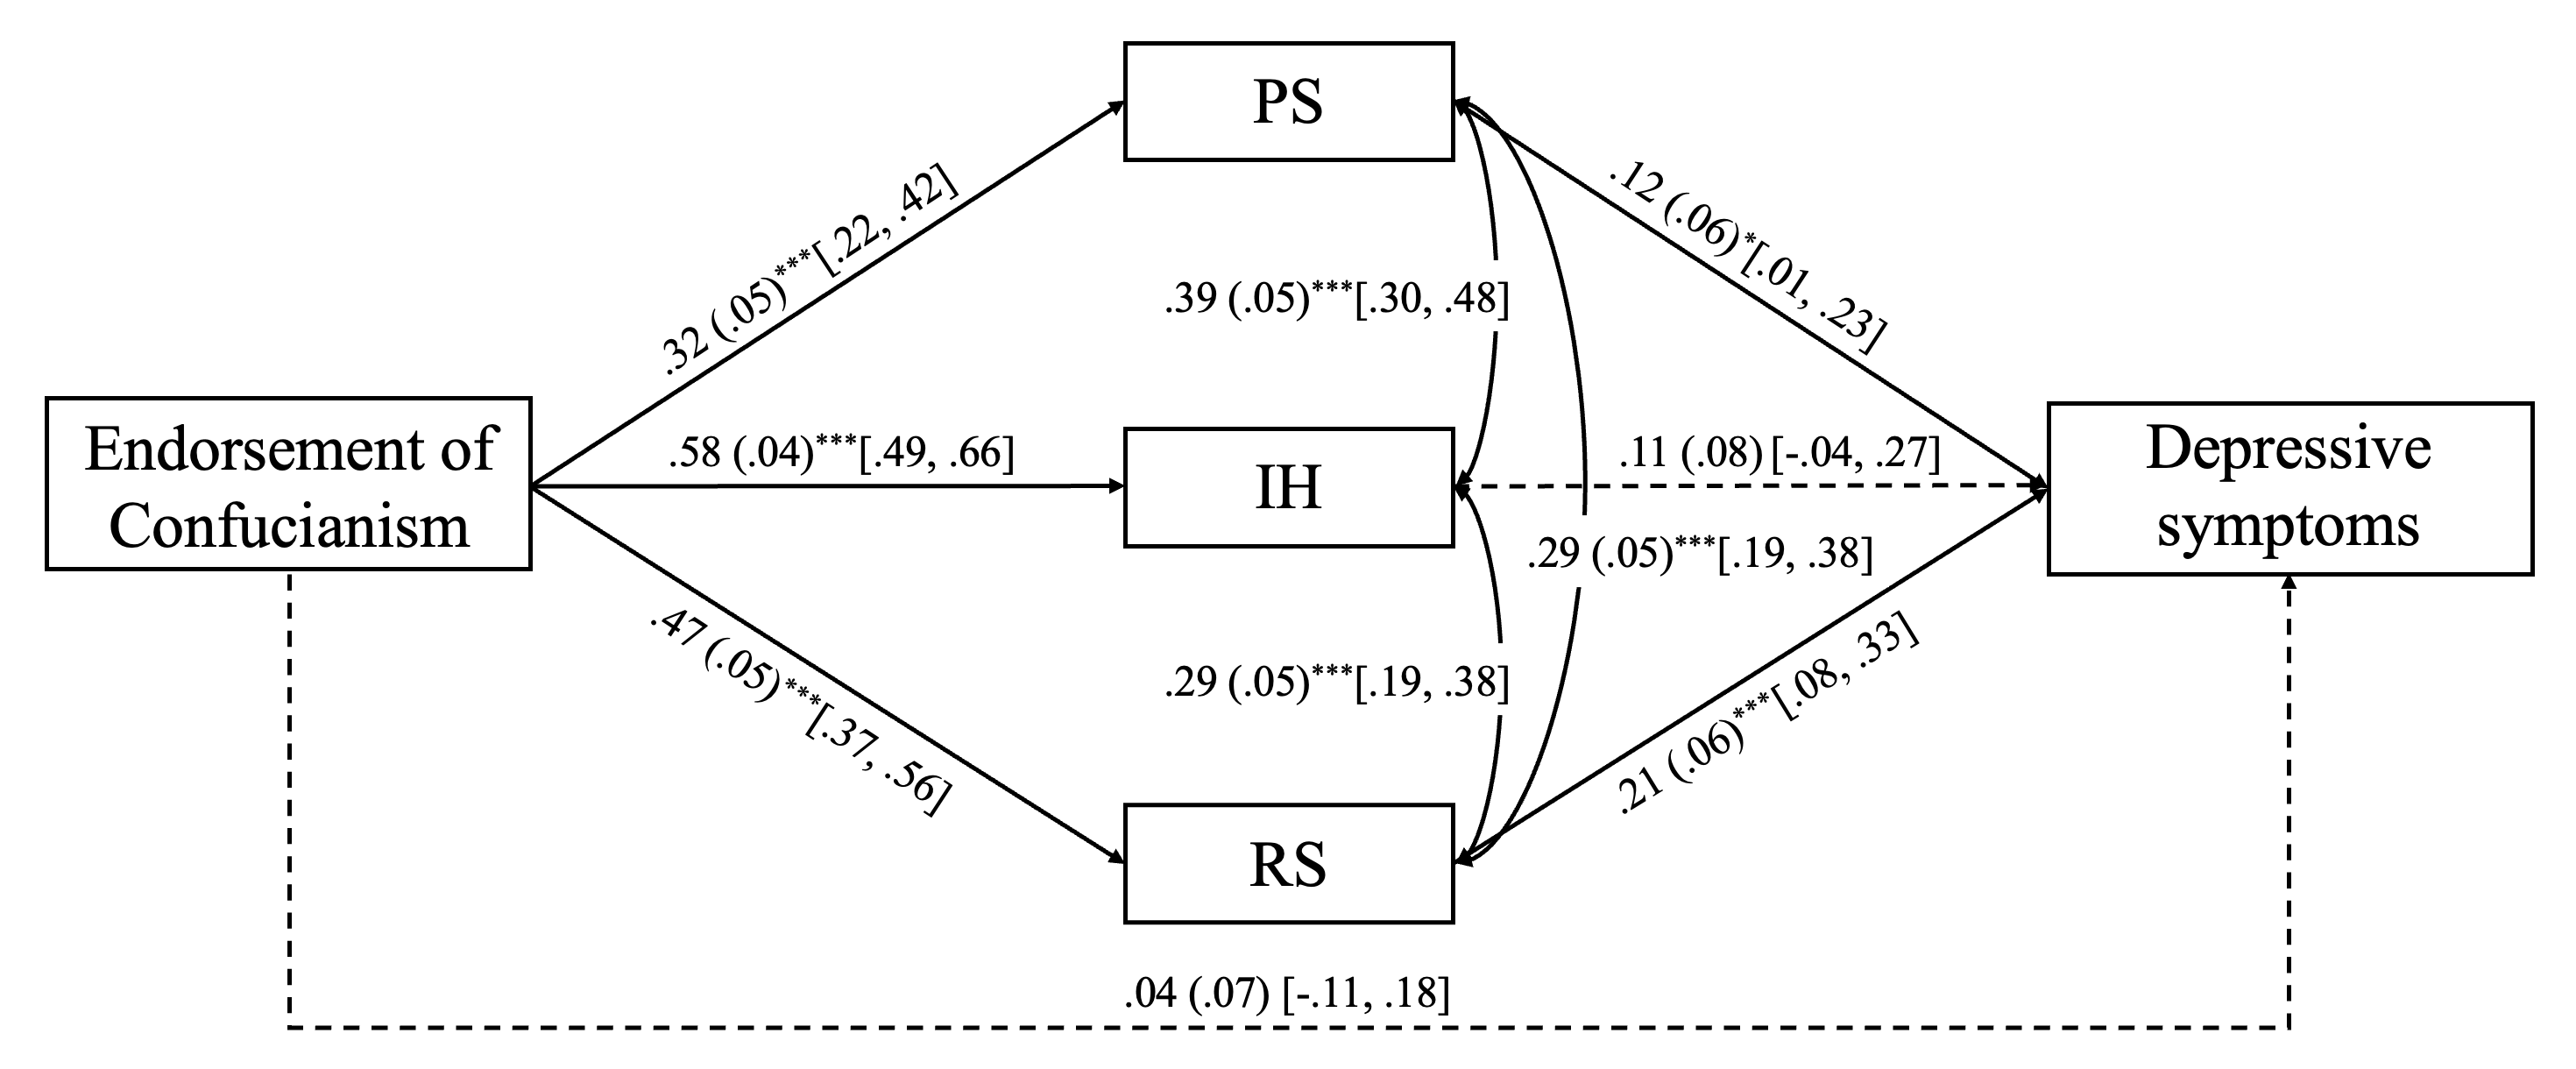 PS
.32 (.05)***[.22, .42]
.12 (.06)*[.01, .23]
.39 (.05)***[.30, .48]
Endorsement of
Confucianism
.58 (.04)***[.49, .66]
IH
.11 (.08) [-.04, .27]
Depressive
symptoms
.29 (.05)***[.19, .38]
.47 (.05)***[.37, .56]
.29 (.05)***[.19, .38]
.21 (.06)***[.08, .33]
RS
.04 (.07) [-.11, .18]